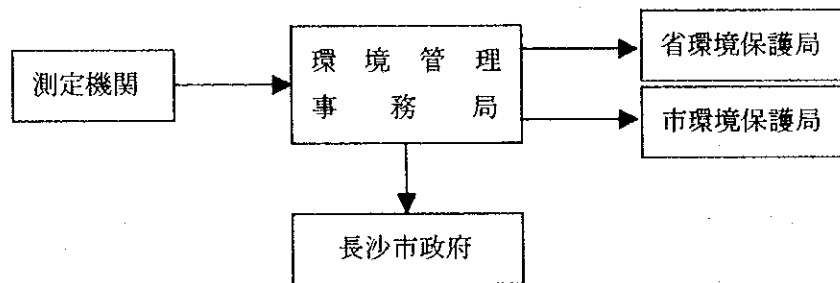 測定機関
環境管理
事務局
省環境保護局
市環境保護局
長沙市政府